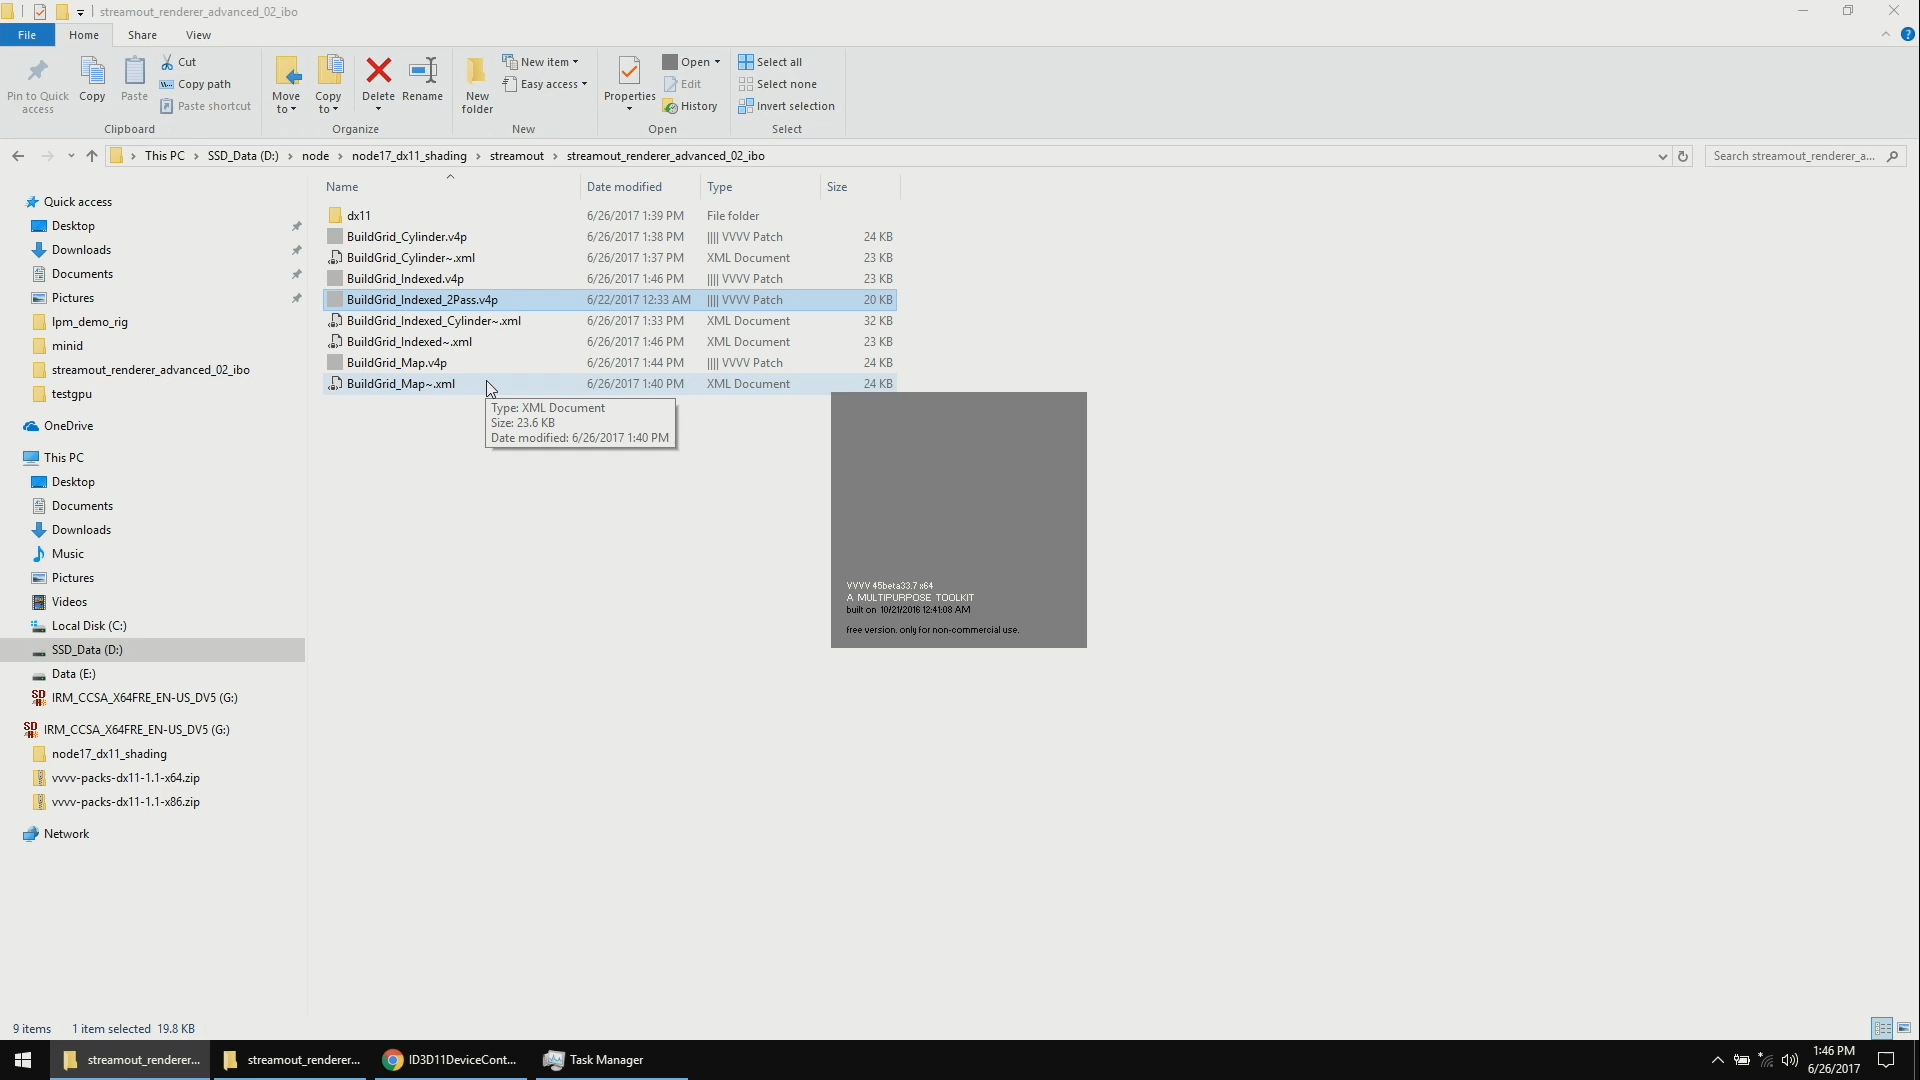 streamout_renderer_advanced_02_ibo
File Home Share View
Pin to Quick access
Copy
Paste
Cut
Copy path
Paste shortcut
Clipboard
Move to
Copy to
Delete
Rename
Organize
New folder
New item
Easy access
New
Properties
Open
Edit
History
Open
Select all
Select none
Invert selection
Select
This PC > SSD_Data (D:) > node > node17_dx11_shading > streamout > streamout_renderer_advanced_02_ibo
Search streamout_renderer_a...
Name Date modified Type Size
dx11 6/26/2017 1:39 PM File folder
BuildGrid_Cylinder.v4p 6/26/2017 1:38 PM |||| VVVV Patch 24 KB
BuildGrid_Cylinder~.xml 6/26/2017 1:37 PM XML Document 23 KB
BuildGrid_Indexed.v4p 6/26/2017 1:46 PM |||| VVVV Patch 23 KB
BuildGrid_Indexed_2Pass.v4p 6/22/2017 12:33 AM |||| VVVV Patch 20 KB
BuildGrid_Indexed_Cylinder~.xml 6/26/2017 1:33 PM XML Document 32 KB
BuildGrid_Indexed~.xml 6/26/2017 1:46 PM XML Document 23 KB
BuildGrid_Map.v4p 6/26/2017 1:44 PM |||| VVVV Patch 24 KB
BuildGrid_Map~.xml 6/26/2017 1:40 PM XML Document 24 KB
Type: XML Document
Size: 23.6 KB
Date modified: 6/26/2017 1:40 PM
VVVV 45beta33.7 x64
A MULTIPURPOSE TOOLKIT
built on 10/21/2016 12:41:08 AM
free version. only for non-commercial use.
Quick access
Desktop
Downloads
Documents
Pictures
lpm_demo_rig
minid
streamout_renderer_advanced_02_ibo
testgpu
OneDrive
This PC
Desktop
Documents
Downloads
Music
Pictures
Videos
Local Disk (C:)
SSD_Data (D:)
Data (E:)
IRM_CCSA_X64FRE_EN-US_DV5 (G:)
IRM_CCSA_X64FRE_EN-US_DV5 (G:)
node17_dx11_shading
vvvv-packs-dx11-1.1-x64.zip
vvvv-packs-dx11-1.1-x86.zip
Network
9 items 1 item selected 19.8 KB
streamout_renderer...
streamout_renderer...
ID3D11DeviceCont...
Task Manager
1:46 PM
6/26/2017